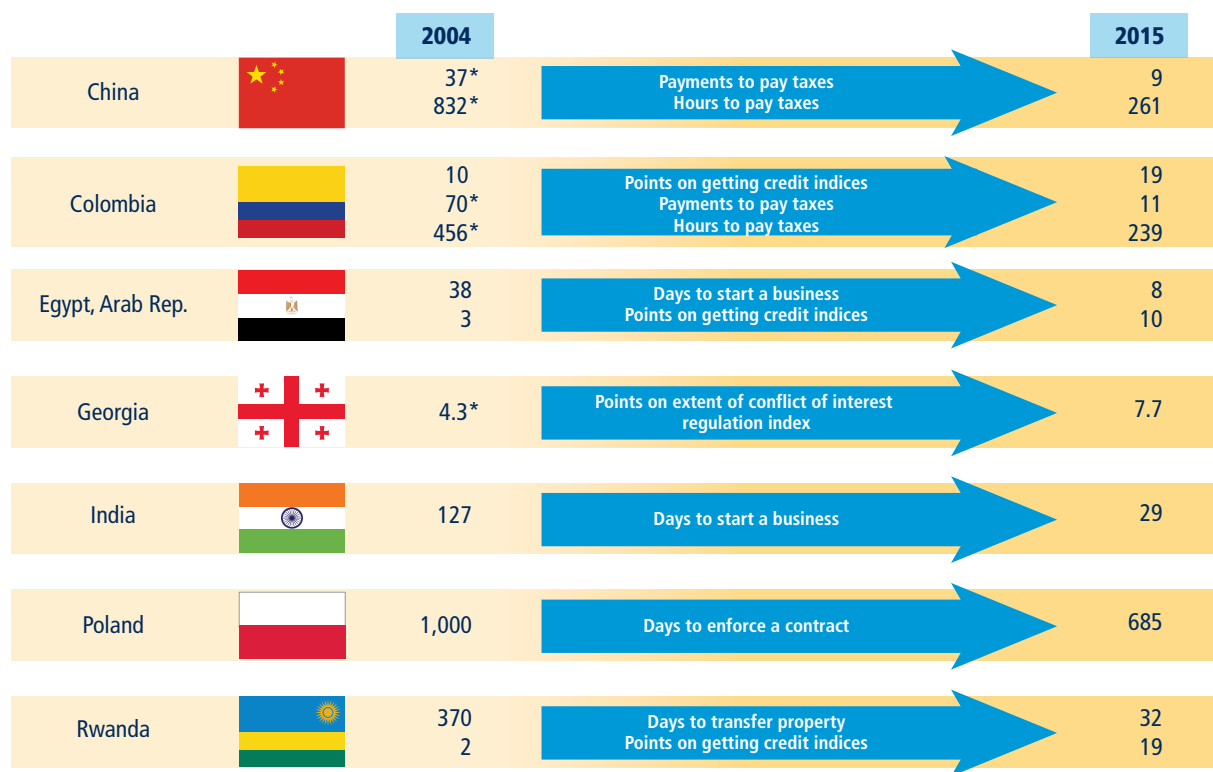 2004 2015
China 37* Payments to pay taxes 9
832* Hours to pay taxes 261
Colombia 10 Points on getting credit indices 19
70* Payments to pay taxes 11
456* Hours to pay taxes 239
Egypt, Arab Rep. 38 Days to start a business 8
3 Points on getting credit indices 10
Georgia 4.3* Points on extent of conflict of interest 7.7
regulation index
India 127 Days to start a business 29
Poland 1,000 Days to enforce a contract 685
Rwanda 370 Days to transfer property 32
2 Points on getting credit indices 19